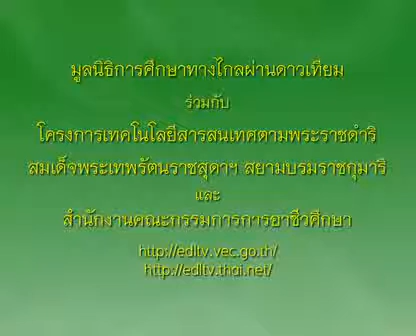 มูลนิธิการศึกษาทางไกลผ่านดาวเทียม
ร่วมกับ
โครงการเทคโนโลยีสารสนเทศตามพระราชดำริ
สมเด็จพระเทพรัตนราชสุดาฯ สยามบรมราชกุมารี
และ
สำนักงานคณะกรรมการการอาชีวศึกษา
http://edltv.vec.go.th/
http://edltv.thai.net/